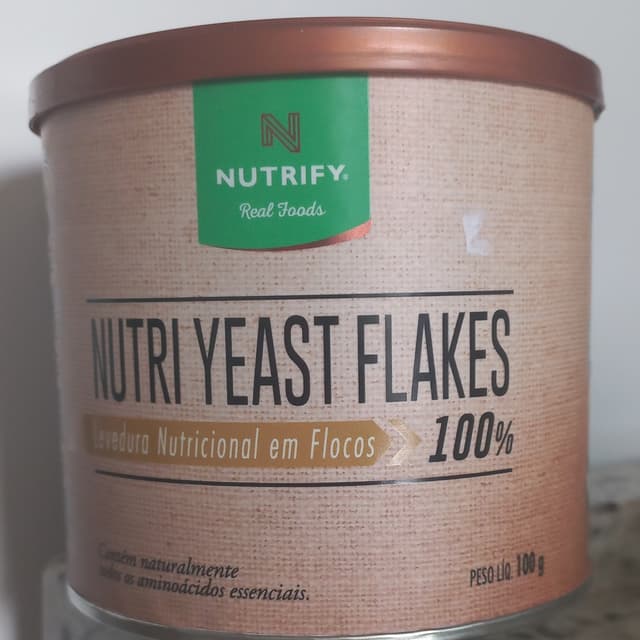 N
NUTRIFY®
Real Foods
NUTRI YEAST FLAKES
Levedura Nutricional em Flocos 100%
Contém naturalmente
todos os aminoácidos essenciais.
PESO LÍQ. 100 g